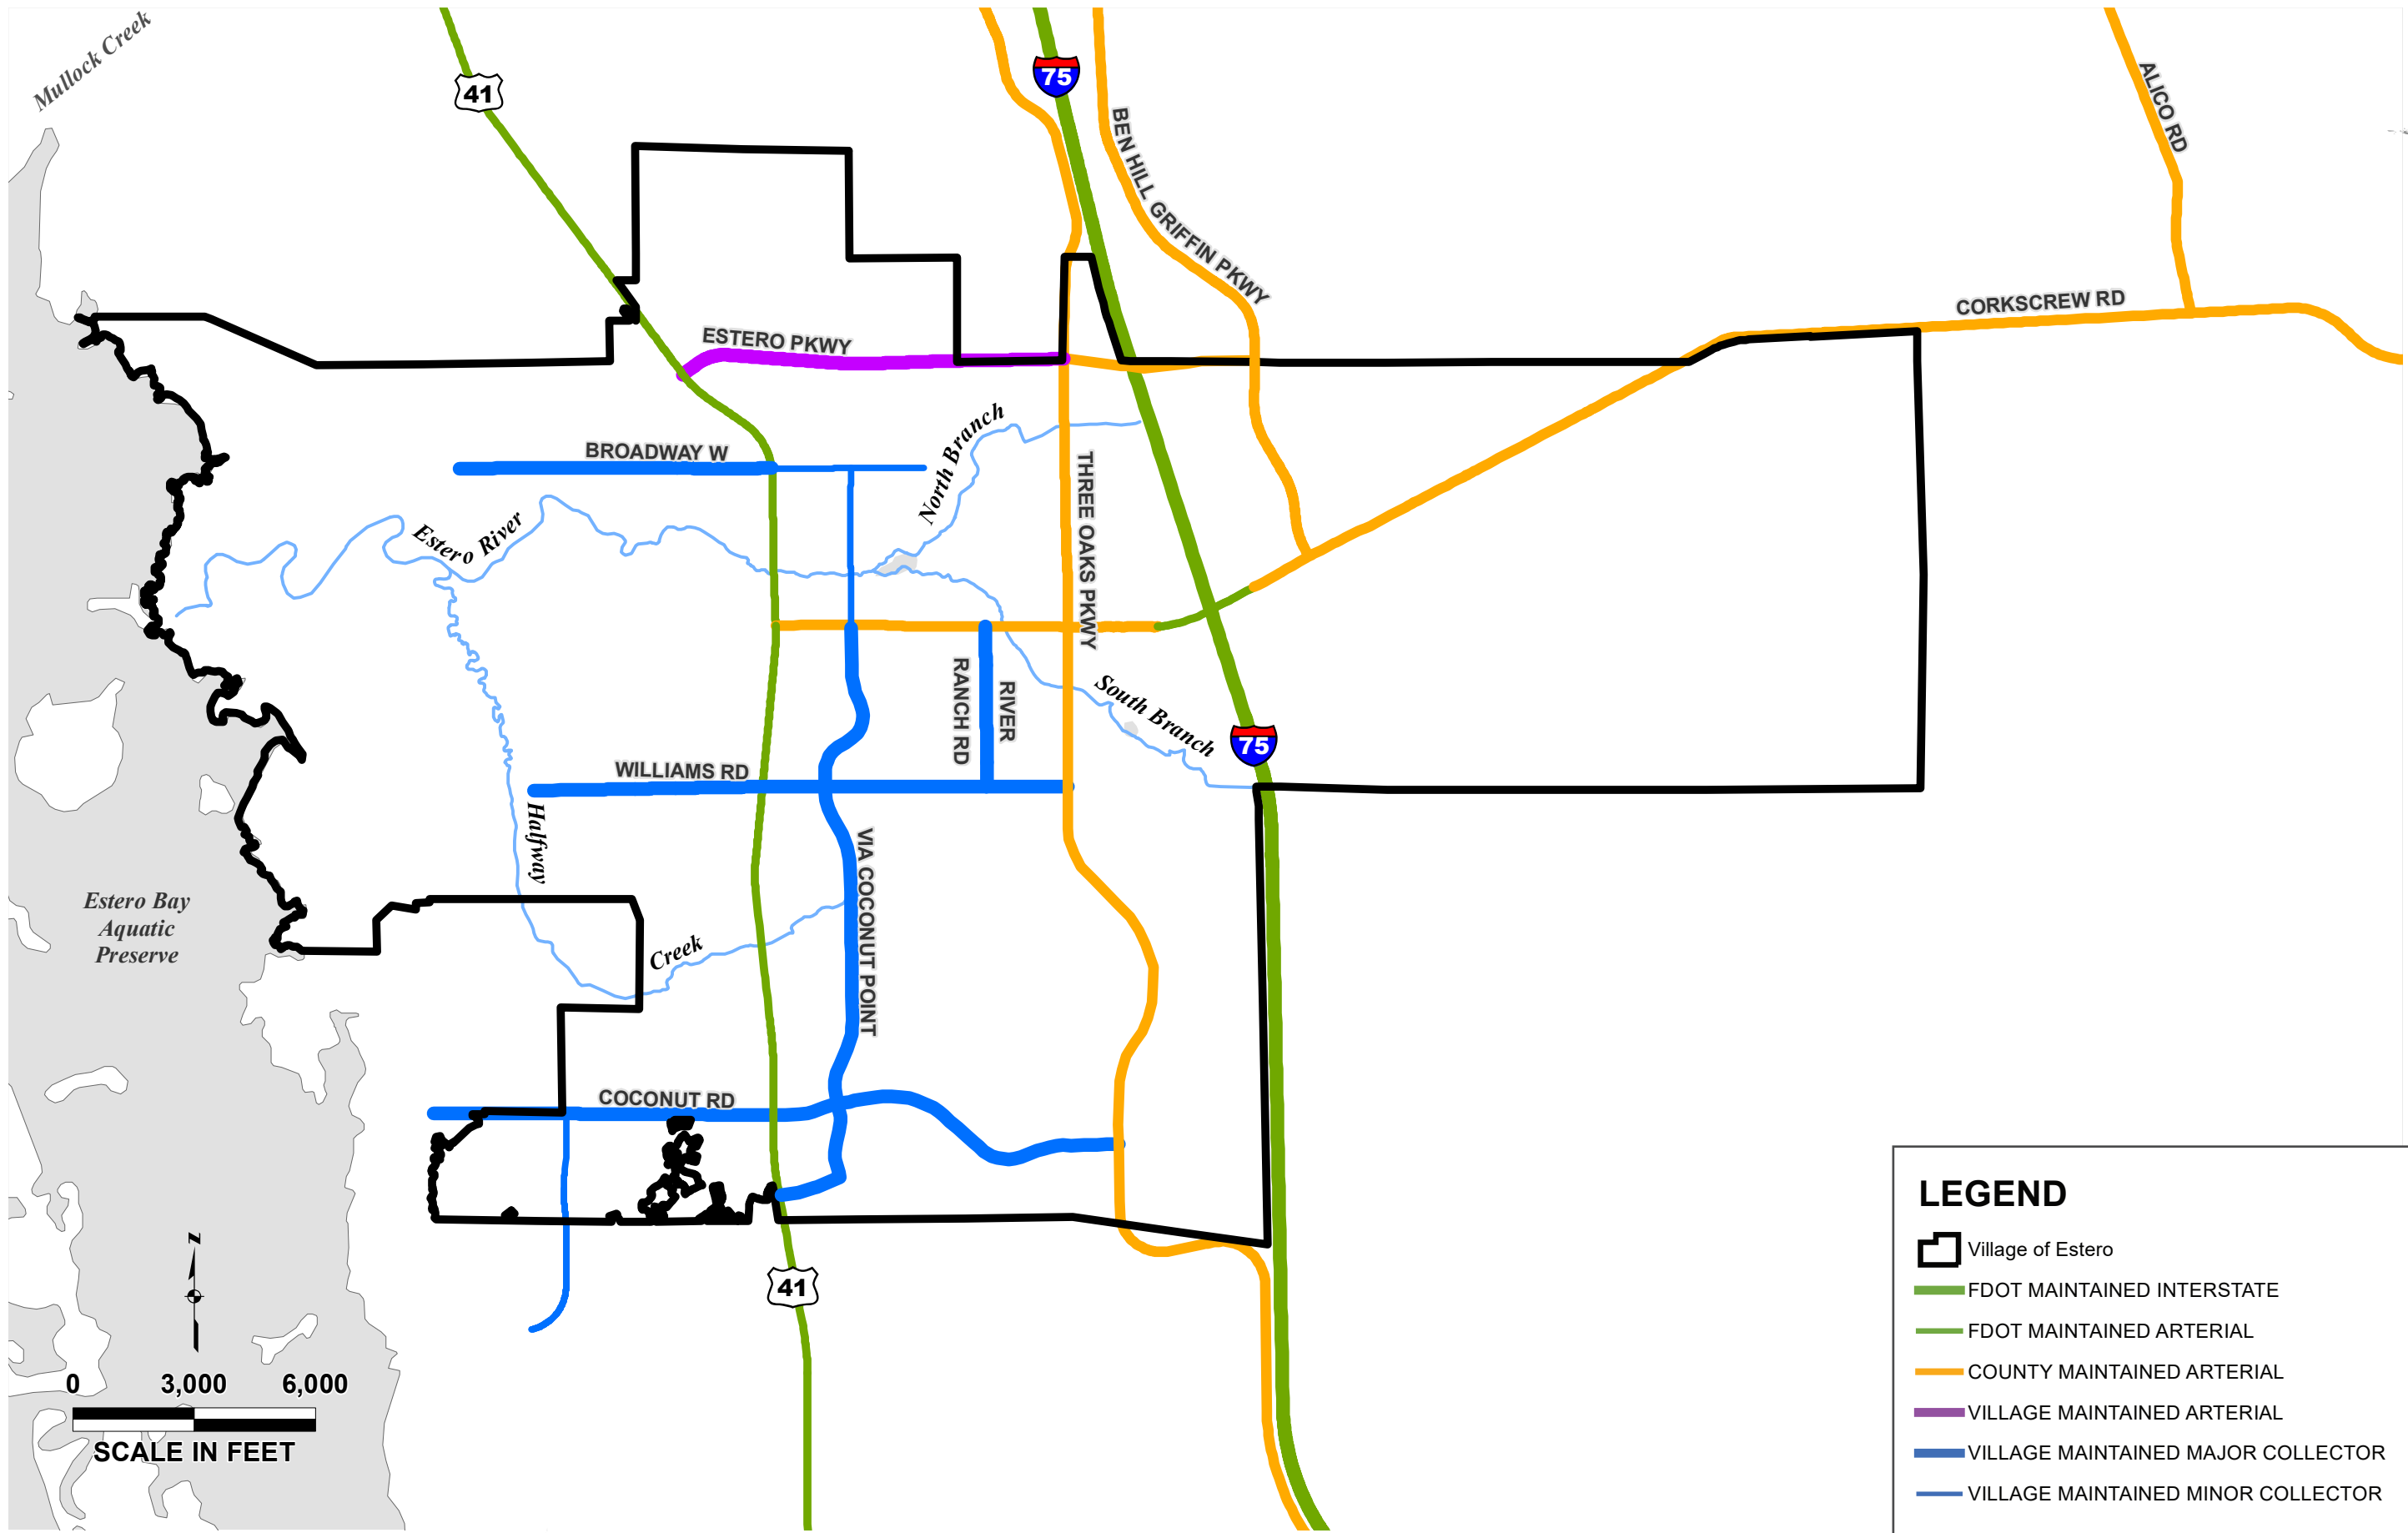 Mullock Creek
41
75
BEN HILL GRIFFIN PKWY
ALICO RD
CORKSCREW RD
ESTERO PKWY
BROADWAY W
North Branch
Estero River
THREE OAKS PKWY
RIVER
RANCH RD
South Branch
75
WILLIAMS RD
Halfway
Creek
VIA COCONUT POINT
Estero Bay
Aquatic
Preserve
COCONUT RD
41
N
0 3,000 6,000
SCALE IN FEET
LEGEND
Village of Estero
FDOT MAINTAINED INTERSTATE
FDOT MAINTAINED ARTERIAL
COUNTY MAINTAINED ARTERIAL
VILLAGE MAINTAINED ARTERIAL
VILLAGE MAINTAINED MAJOR COLLECTOR
VILLAGE MAINTAINED MINOR COLLECTOR